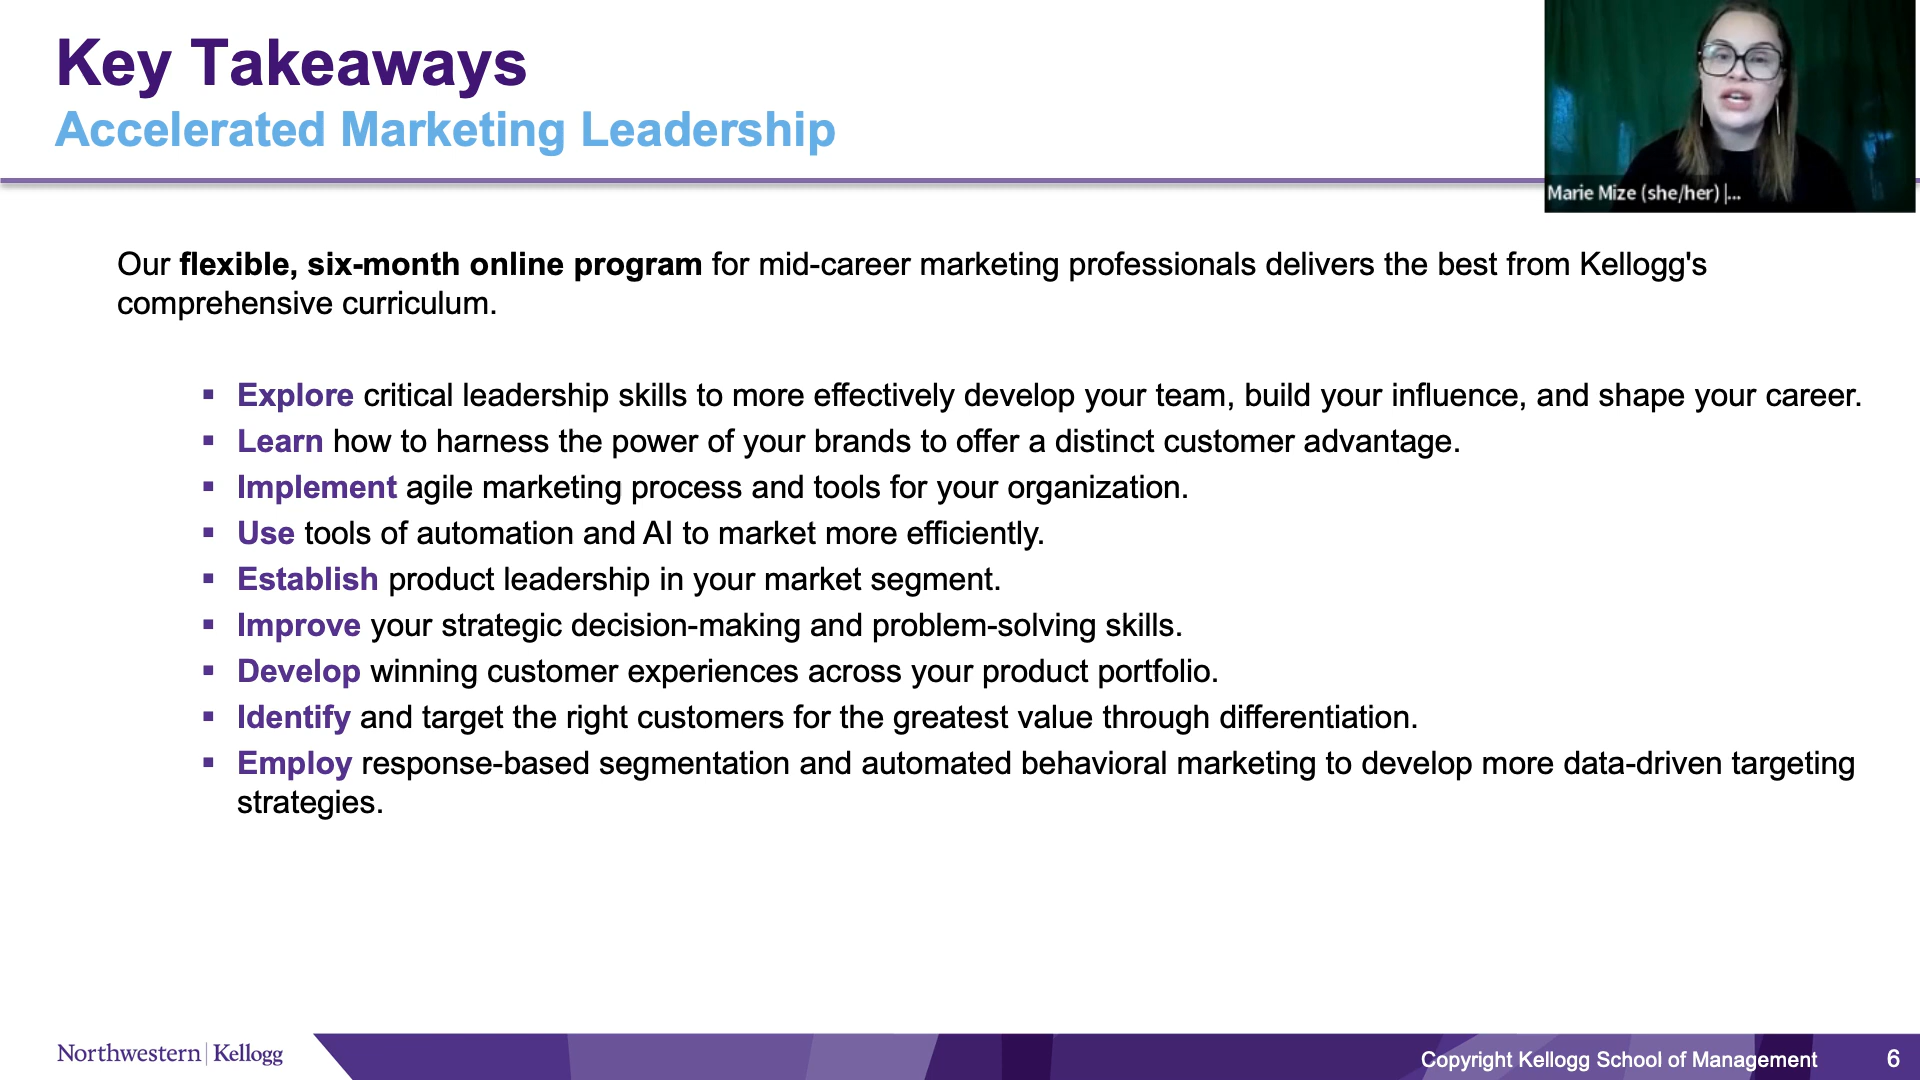 Key Takeaways
Accelerated Marketing Leadership
Marie Mize (she/her) |...
Our flexible, six-month online program for mid-career marketing professionals delivers the best from Kellogg's
comprehensive curriculum.
▪ Explore critical leadership skills to more effectively develop your team, build your influence, and shape your career.
▪ Learn how to harness the power of your brands to offer a distinct customer advantage.
▪ Implement agile marketing process and tools for your organization.
▪ Use tools of automation and AI to market more efficiently.
▪ Establish product leadership in your market segment.
▪ Improve your strategic decision-making and problem-solving skills.
▪ Develop winning customer experiences across your product portfolio.
▪ Identify and target the right customers for the greatest value through differentiation.
▪ Employ response-based segmentation and automated behavioral marketing to develop more data-driven targeting
strategies.
Northwestern | Kellogg
Copyright Kellogg School of Management 6